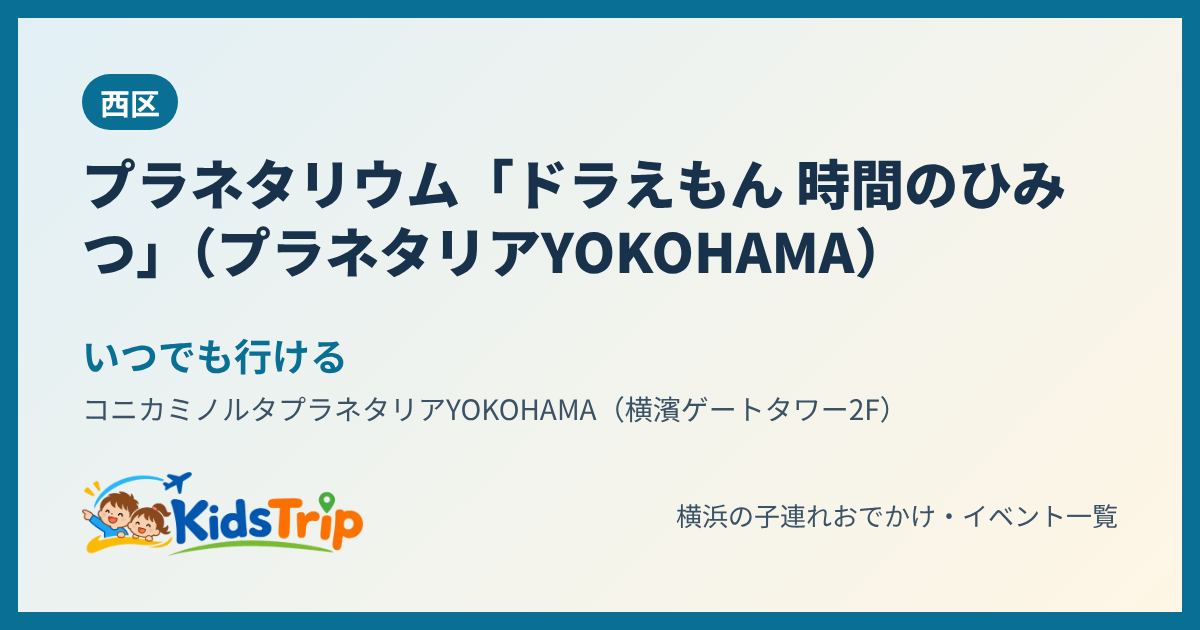 西区
プラネタリウム「ドラえもん 時間のひみ
つ」（プラネタリアYOKOHAMA）
いつでも行ける
コニカミノルタプラネタリアYOKOHAMA（横濱ゲートタワー2F）
KidsTrip
横浜の子連れおでかけ・イベント一覧